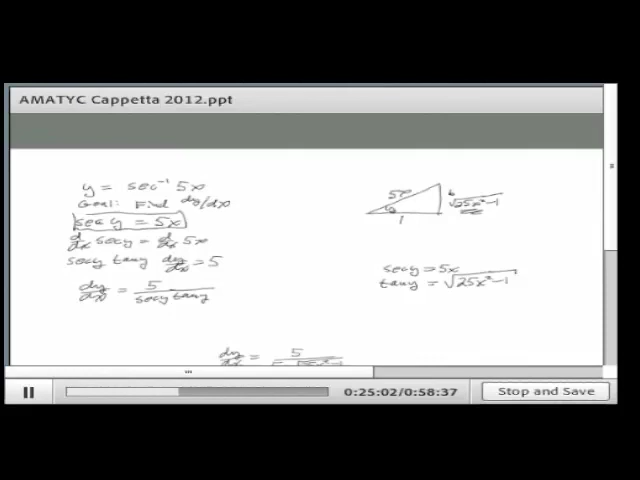 AMATYC Cappetta 2012.ppt
y = sec⁻¹ 5x
Goal: Find dy/dx
sec y = 5x
d/dx sec y = d/dx 5x
sec y tan y dy/dx = 5
dy/dx = 5 / sec y tan y
5x
b
√25x²-1
1
sec y = 5x
tan y = √25x²-1
dy/dx = 5
0:25:02/0:58:37
Stop and Save